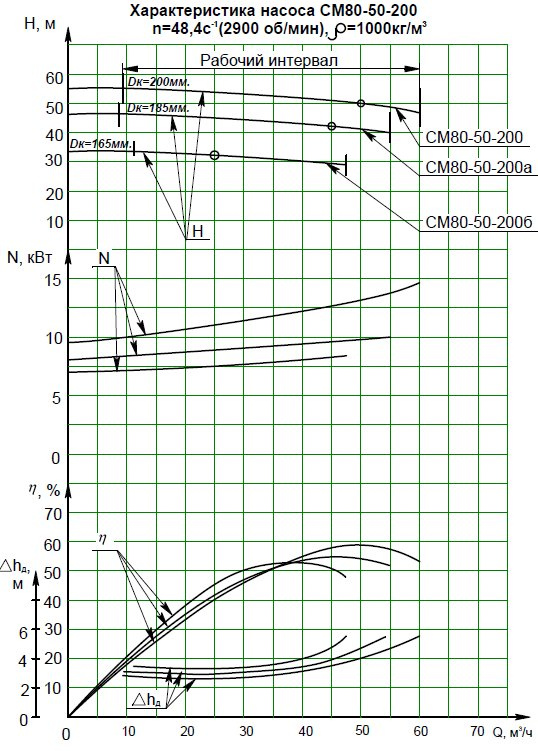 Характеристика насоса СМ80-50-200
n=48,4с⁻¹(2900 об/мин),ρ=1000кг/м³
Н, м
Рабочий интервал
60
Dк=200мм.
50
Dк=185мм.
40
СМ80-50-200
Dк=165мм.
30
СМ80-50-200а
20
СМ80-50-200б
10
Н
N, кВт
N
15
10
5
0
η, %
70
η
60
△hд,
м
50
40
6
30
4
20
2
10
△hд
0
0
10
20
30
40
50
60
70
Q, м³/ч